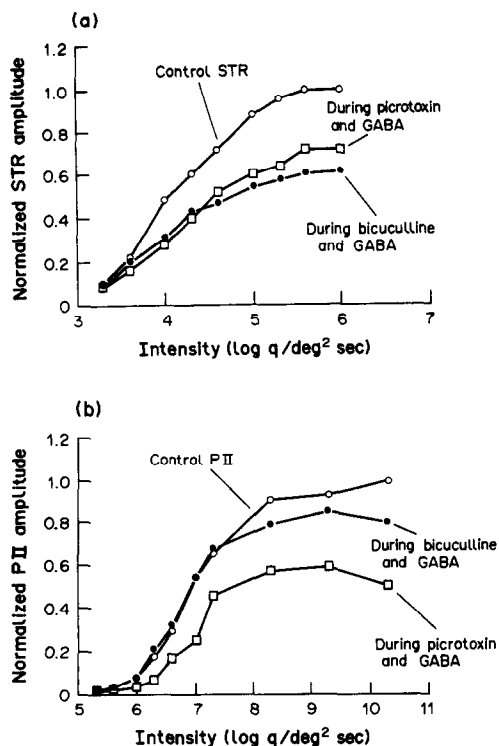 (a)
1.2
1.0
0.8
0.6
0.4
0.2
0
Normalized STR amplitude
Control STR
During picrotoxin
and GABA
During bicuculline
and GABA
3 4 5 6 7
Intensity (log q/deg² sec)
(b)
1.2
1.0
0.8
0.6
0.4
0.2
0
Normalized PII amplitude
Control PII
During bicuculline
and GABA
During picrotoxin
and GABA
5 6 7 8 9 10 11
Intensity (log q/deg² sec)